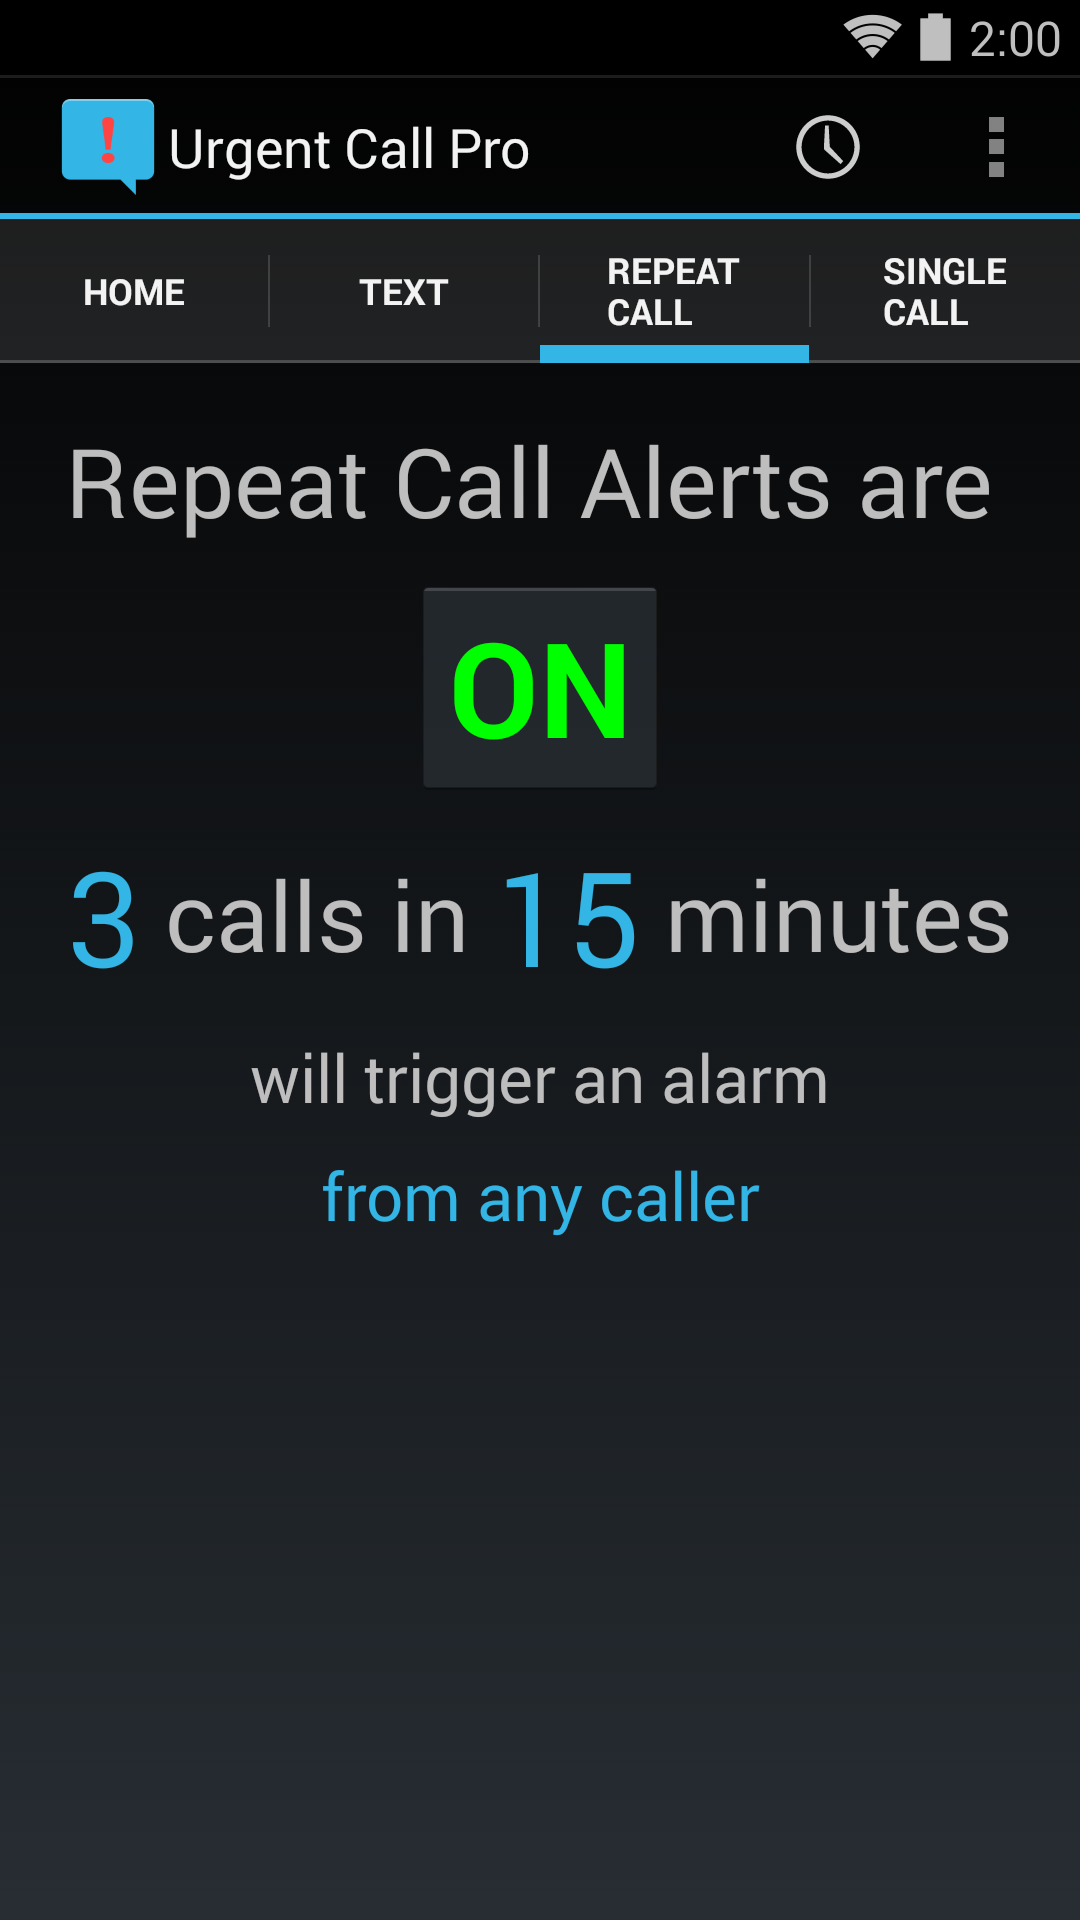 2:00
! Urgent Call Pro
HOME
TEXT
REPEAT
CALL
SINGLE
CALL
Repeat Call Alerts are
ON
3 calls in 15 minutes
will trigger an alarm
from any caller